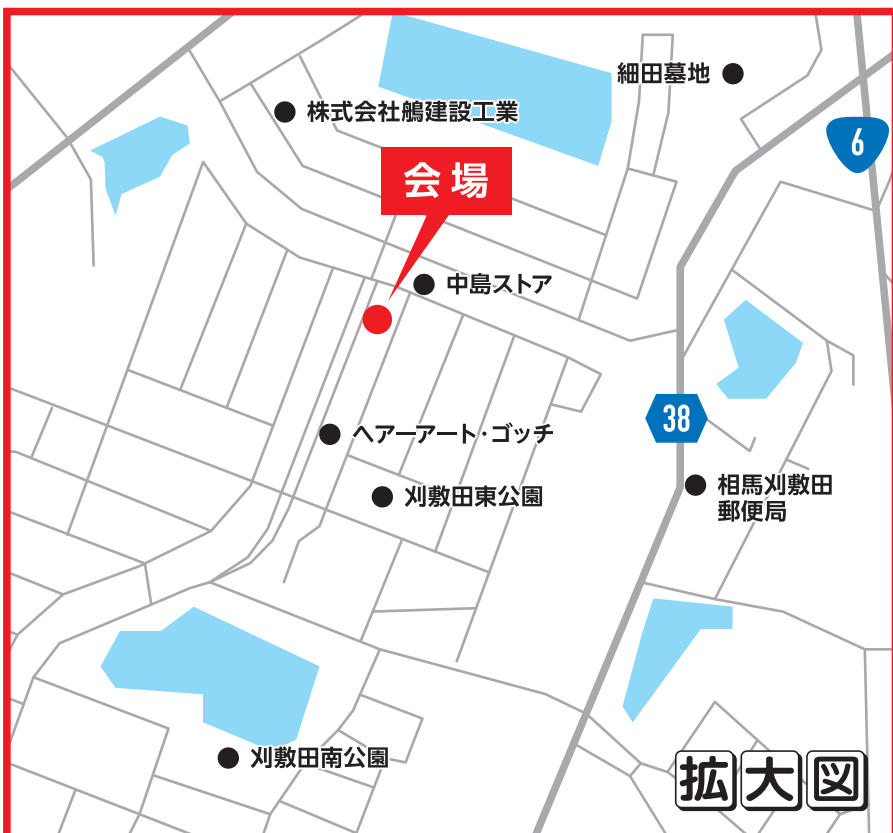 細田墓地
株式会社鵤建設工業
6
会場
中島ストア
38
ヘアーアート・ゴッチ
相馬刈敷田
郵便局
刈敷田東公園
刈敷田南公園
拡大図